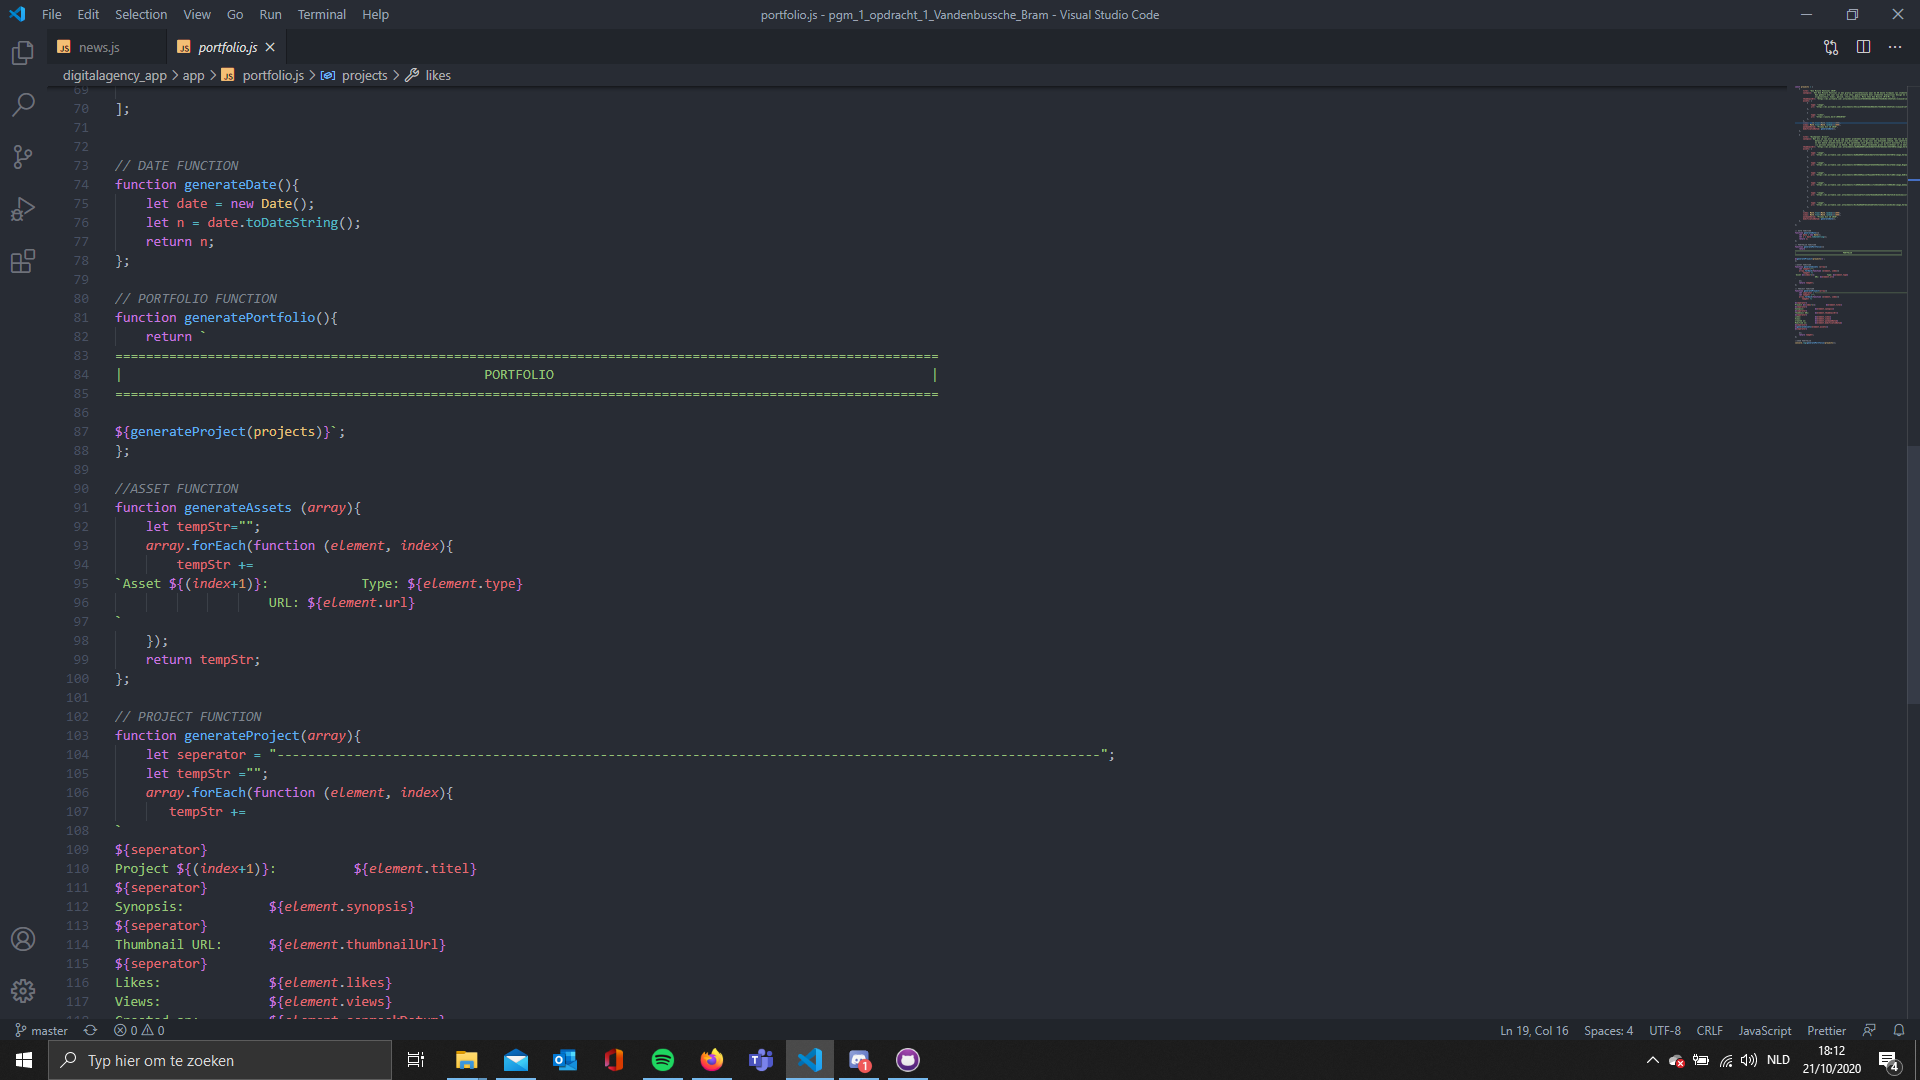 File Edit Selection View Go Run Terminal Help
portfolio.js - pgm_1_opdracht_1_Vandenbussche_Bram - Visual Studio Code
JS news.js JS portfolio.js
digitalagency_app > app > JS portfolio.js > projects > likes
69
70 ];
71
72
73 // DATE FUNCTION
74 function generateDate(){
75 let date = new Date();
76 let n = date.toDateString();
77 return n;
78 };
79
80 // PORTFOLIO FUNCTION
81 function generatePortfolio(){
82 return `
83 ===========================================================================================================
84 | PORTFOLIO |
85 ===========================================================================================================
86
87 ${generateProject(projects)}`;
88 };
89
90 //ASSET FUNCTION
91 function generateAssets (array){
92 let tempStr="";
93 array.forEach(function (element, index){
94 tempStr +=
95 `Asset ${(index+1)}: Type: ${element.type}
96 URL: ${element.url}
97 `
98 });
99 return tempStr;
100 };
101
102 // PROJECT FUNCTION
103 function generateProject(array){
104 let seperator = "-----------------------------------------------------------------------------------------------------------";
105 let tempStr ="";
106 array.forEach(function (element, index){
107 tempStr +=
108 `
109 ${seperator}
110 Project ${(index+1)}: ${element.titel}
111 ${seperator}
112 Synopsis: ${element.synopsis}
113 ${seperator}
114 Thumbnail URL: ${element.thumbnailUrl}
115 ${seperator}
116 Likes: ${element.likes}
117 Views: ${element.views}
master 0 0 Ln 19, Col 16 Spaces: 4 UTF-8 CRLF JavaScript Prettier
Typ hier om te zoeken 1 NLD 18:12
21/10/2020 4